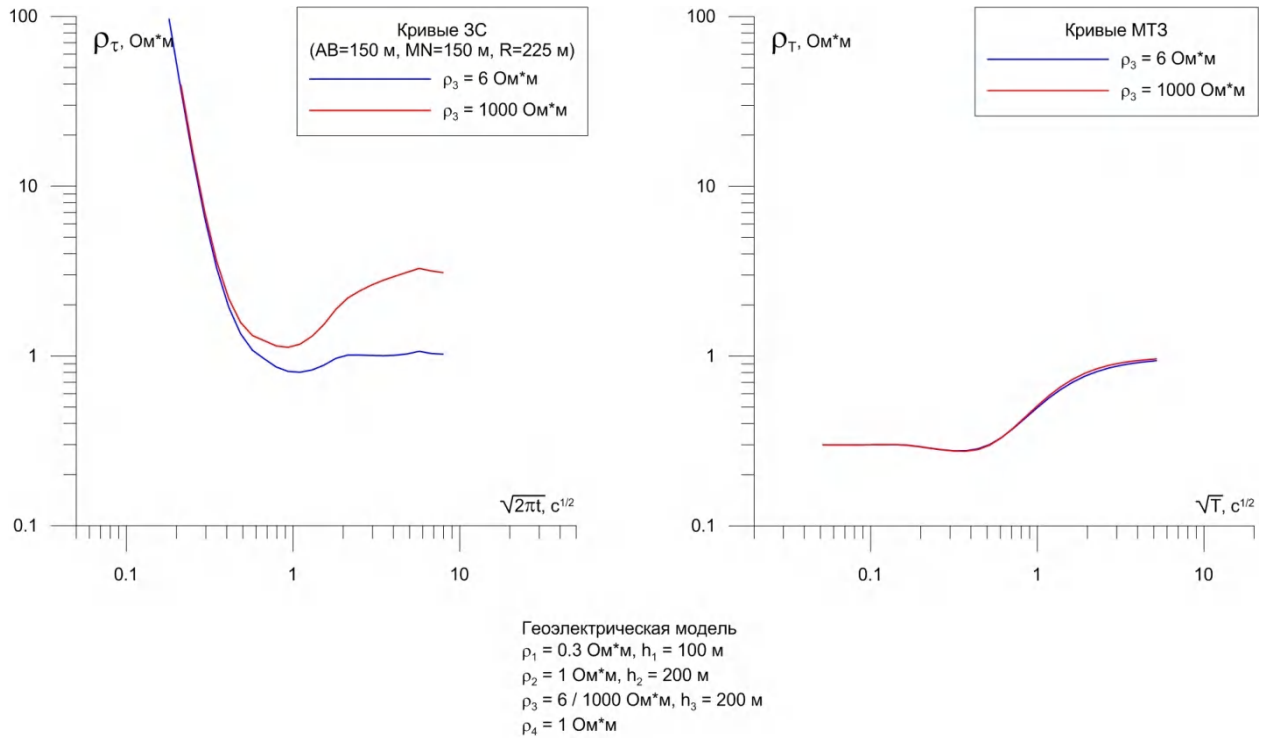 100
10
1
0.1
0.1
1
10
ρτ, Ом*м
Кривые ЗС
(AB=150 м, MN=150 м, R=225 м)
ρ3 = 6 Ом*м
ρ3 = 1000 Ом*м
√2πt, c1/2
100
10
1
0.1
0.1
1
10
ρT, Ом*м
Кривые МТЗ
ρ3 = 6 Ом*м
ρ3 = 1000 Ом*м
√T, c1/2
Геоэлектрическая модель
ρ1 = 0.3 Ом*м, h1 = 100 м
ρ2 = 1 Ом*м, h2 = 200 м
ρ3 = 6 / 1000 Ом*м, h3 = 200 м
ρ4 = 1 Ом*м